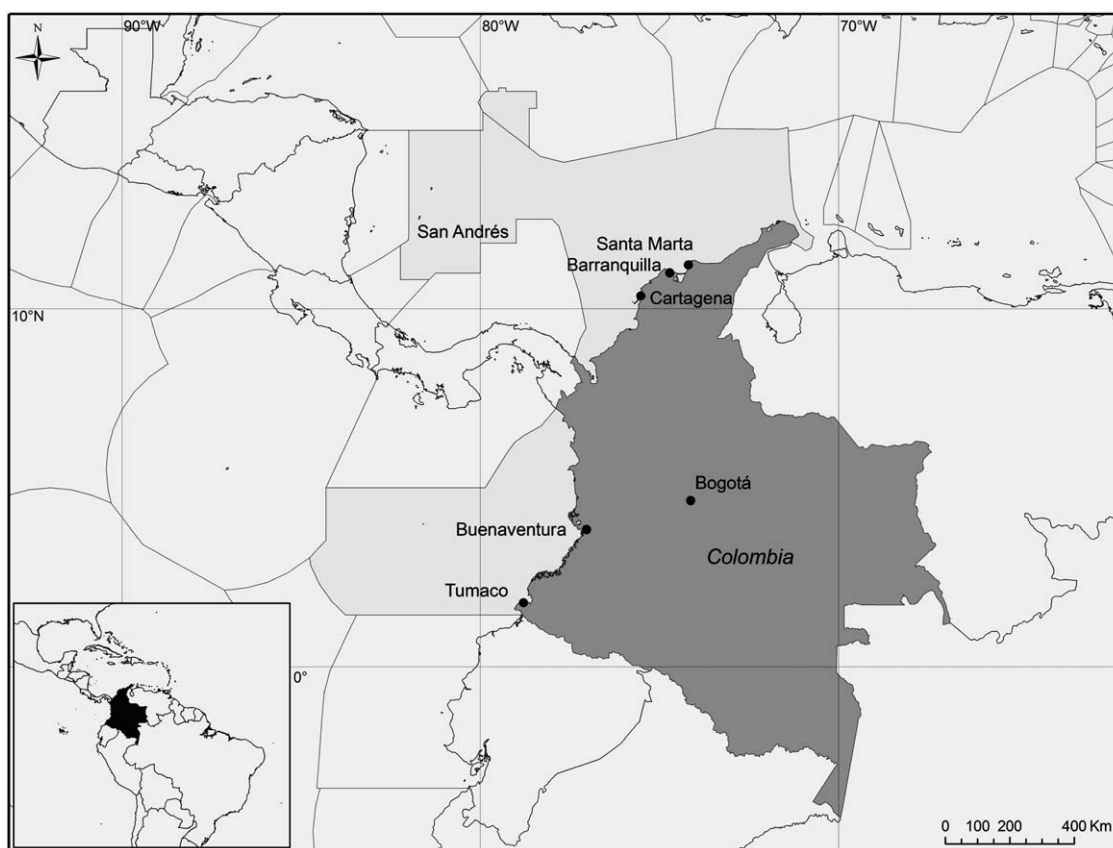 90°W
80°W
70°W
N
San Andrés
Santa Marta
Barranquilla
Cartagena
10°N
Bogotá
Buenaventura
Colombia
Tumaco
0°
0 100 200 400 Km